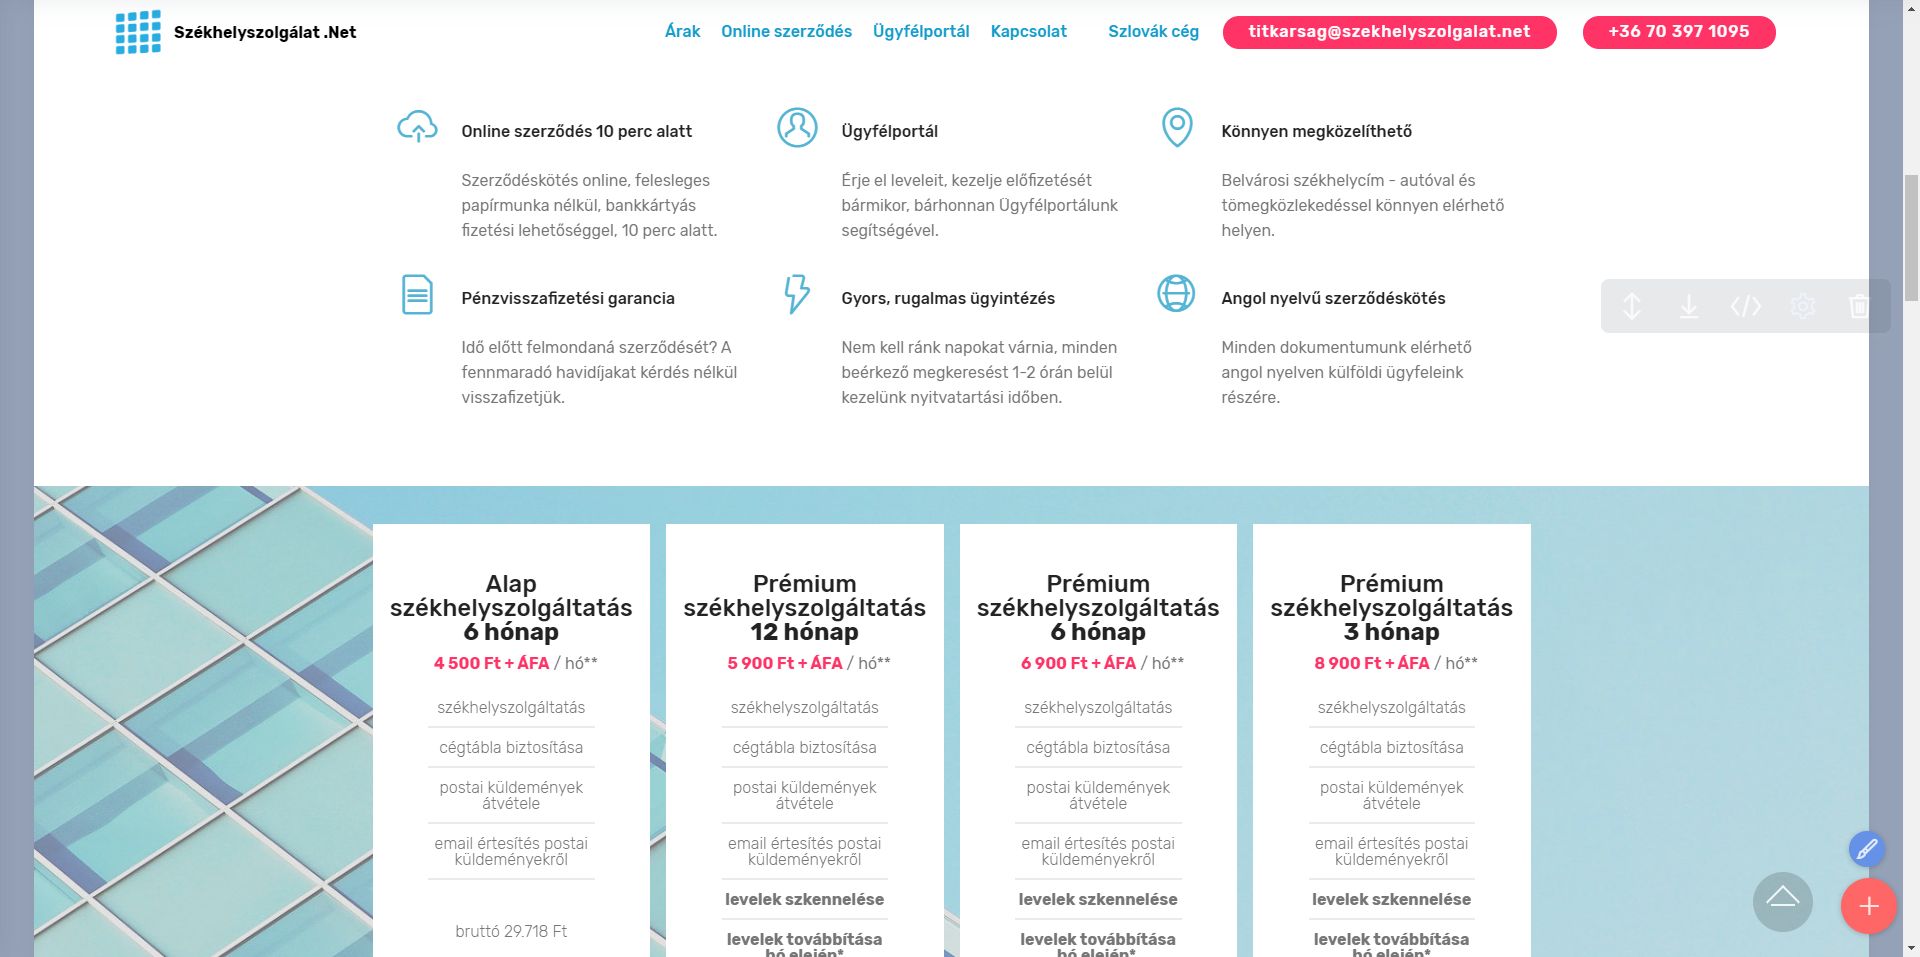 Székhelyszolgálat .Net
Árak
Online szerződés
Ügyfélportál
Kapcsolat
Szlovák cég
titkarsag@szekhelyszolgalat.net
+36 70 397 1095
Online szerződés 10 perc alatt
Szerződéskötés online, felesleges
papírmunka nélkül, bankkártyás
fizetési lehetőséggel, 10 perc alatt.
Ügyfélportál
Érje el leveleit, kezelje előfizetését
bármikor, bárhonnan Ügyfélportálunk
segítségével.
Könnyen megközelíthető
Belvárosi székhelycím - autóval és
tömegközlekedéssel könnyen elérhető
helyen.
Pénzvisszafizetési garancia
Idő előtt felmondaná szerződését? A
fennmaradó havidíjakat kérdés nélkül
visszafizetjük.
Gyors, rugalmas ügyintézés
Nem kell ránk napokat várnia, minden
beérkező megkeresést 1-2 órán belül
kezelünk nyitvatartási időben.
Angol nyelvű szerződéskötés
Minden dokumentumunk elérhető
angol nyelven külföldi ügyfeleink
részére.
Alap
székhelyszolgáltatás
6 hónap
4 500 Ft + ÁFA / hó**
székhelyszolgáltatás
cégtábla biztosítása
postai küldemények
átvétele
email értesítés postai
küldeményekről
bruttó 29.718 Ft
Prémium
székhelyszolgáltatás
12 hónap
5 900 Ft + ÁFA / hó**
székhelyszolgáltatás
cégtábla biztosítása
postai küldemények
átvétele
email értesítés postai
küldeményekről
levelek szkennelése
levelek továbbítása
hó elején*
Prémium
székhelyszolgáltatás
6 hónap
6 900 Ft + ÁFA / hó**
székhelyszolgáltatás
cégtábla biztosítása
postai küldemények
átvétele
email értesítés postai
küldeményekről
levelek szkennelése
levelek továbbítása
hó elején*
Prémium
székhelyszolgáltatás
3 hónap
8 900 Ft + ÁFA / hó**
székhelyszolgáltatás
cégtábla biztosítása
postai küldemények
átvétele
email értesítés postai
küldeményekről
levelek szkennelése
levelek továbbítása
hó elején*